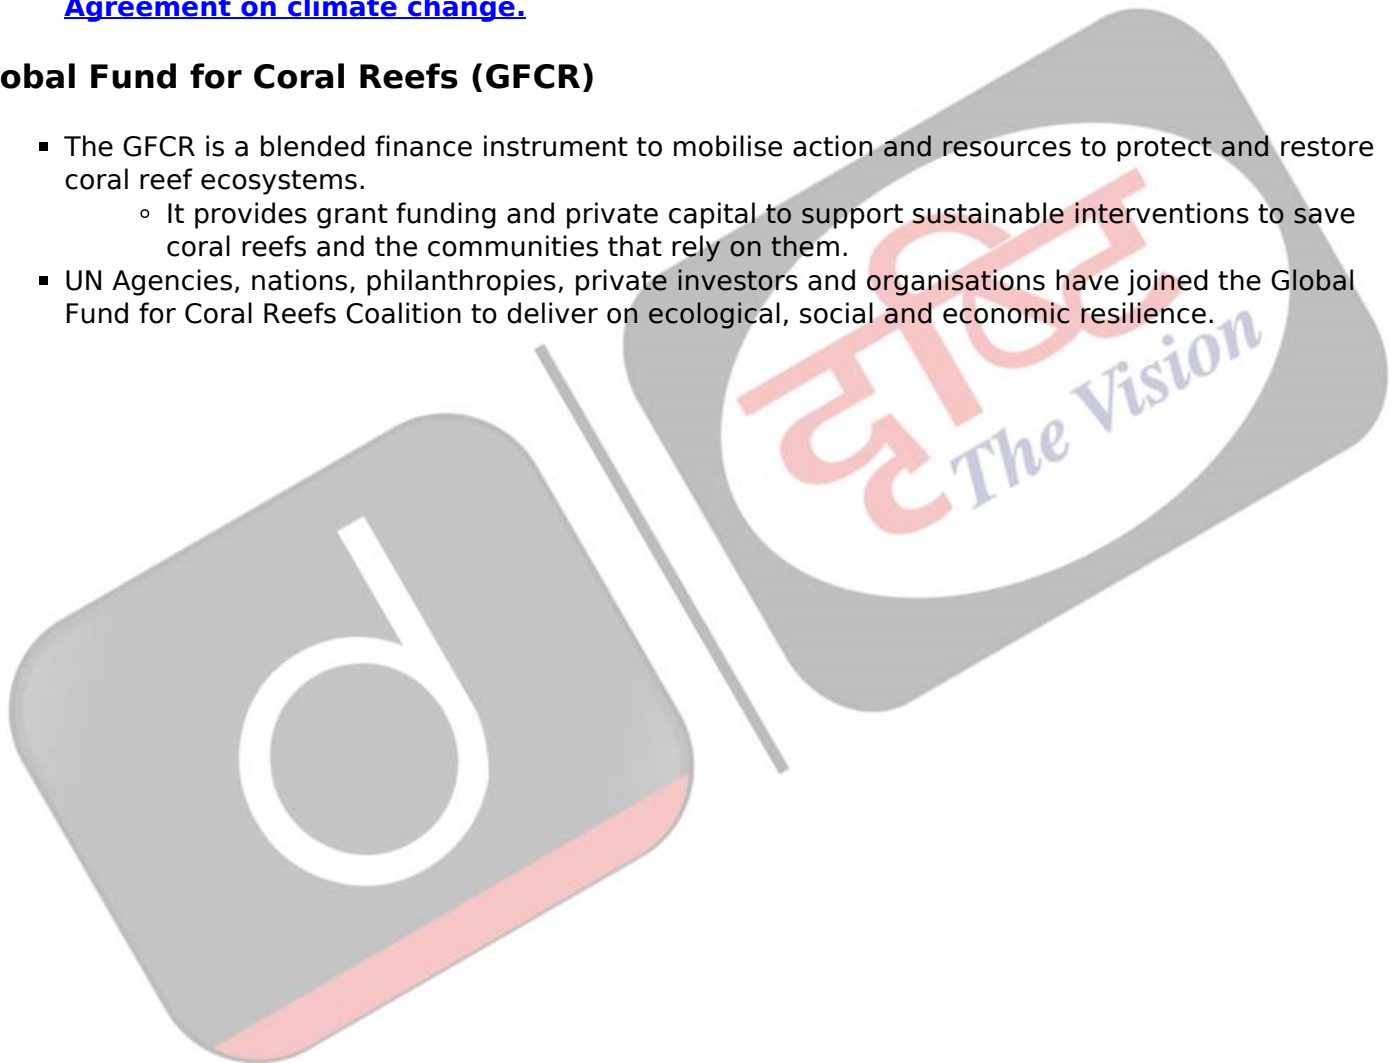 Agreement on climate change.
obal Fund for Coral Reefs (GFCR)
The GFCR is a blended finance instrument to mobilise action and resources to protect and restore
coral reef ecosystems.
It provides grant funding and private capital to support sustainable interventions to save
coral reefs and the communities that rely on them.
UN Agencies, nations, philanthropies, private investors and organisations have joined the Global
Fund for Coral Reefs Coalition to deliver on ecological, social and economic resilience.
दृष्टि
The Vision
d